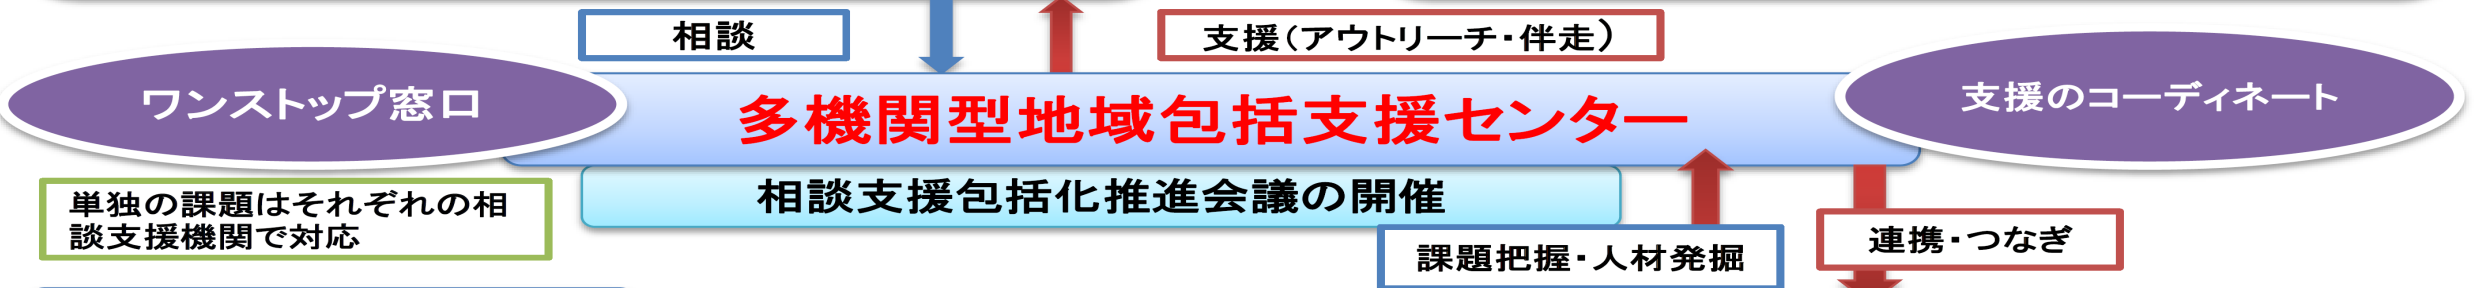 相談
支援（アウトリーチ・伴走）
ワンストップ窓口
多機関型地域包括支援センター
支援のコーディネート
相談支援包括化推進会議の開催
単独の課題はそれぞれの相
談支援機関で対応
課題把握・人材発掘
連携・つなぎ